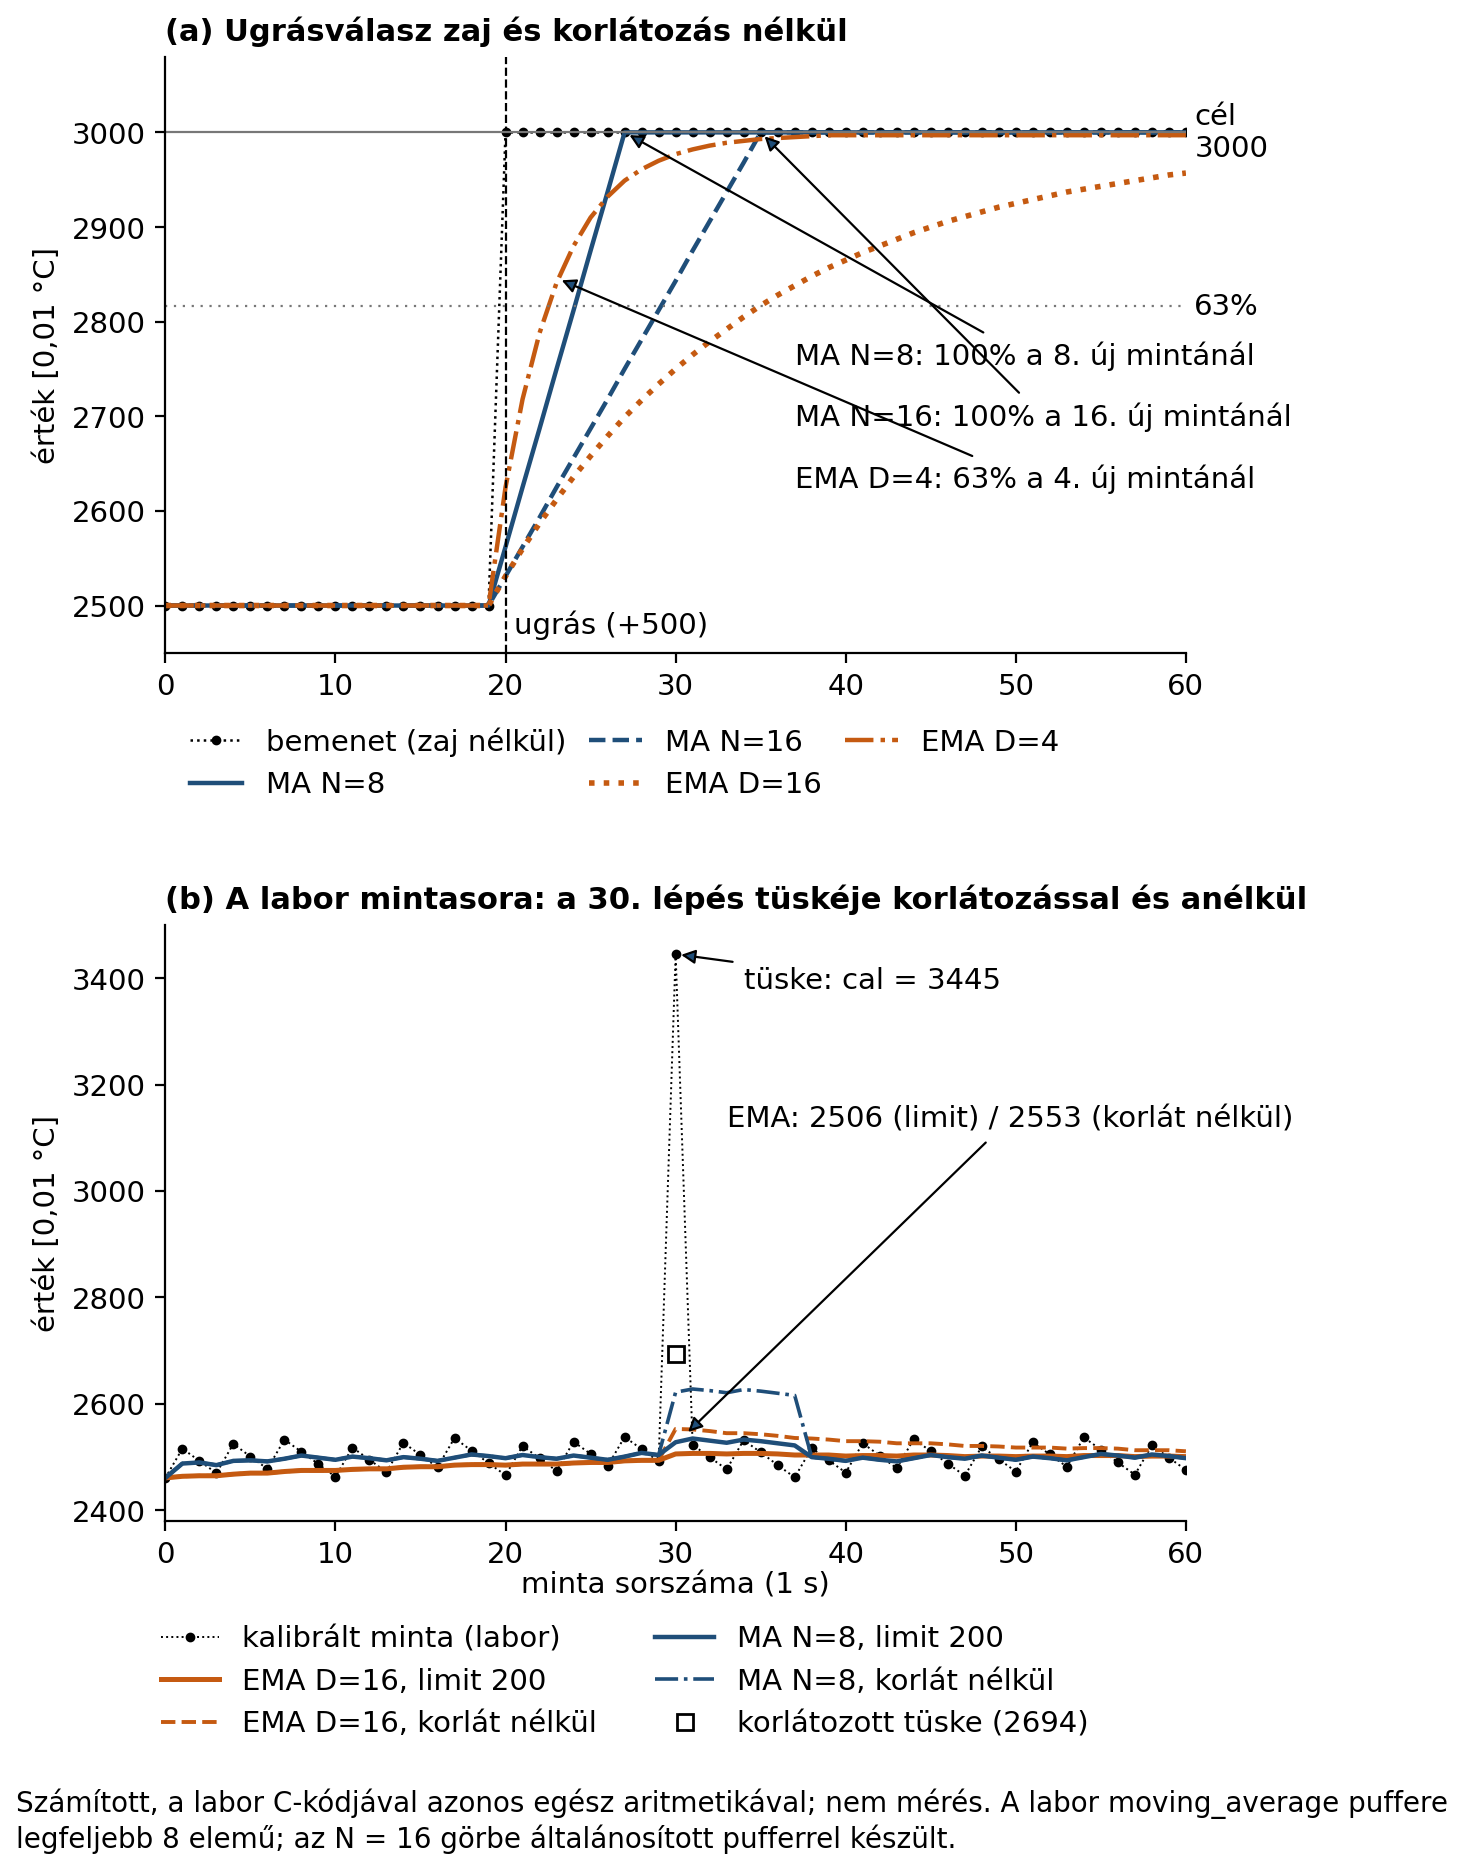 (a) Ugrásválasz zaj és korlátozás nélkül
érték [0,01 °C]
3000
2900
2800
2700
2600
2500
cél
3000
63%
MA N=8: 100% a 8. új mintánál
MA N=16: 100% a 16. új mintánál
EMA D=4: 63% a 4. új mintánál
ugrás (+500)
0 10 20 30 40 50 60
bemenet (zaj nélkül) MA N=16 EMA D=4
MA N=8 EMA D=16
(b) A labor mintasora: a 30. lépés tüskéje korlátozással és anélkül
érték [0,01 °C]
3400
3200
3000
2800
2600
2400
tüske: cal = 3445
EMA: 2506 (limit) / 2553 (korlát nélkül)
0 10 20 30 40 50 60
minta sorszáma (1 s)
kalibrált minta (labor) MA N=8, limit 200
EMA D=16, limit 200 MA N=8, korlát nélkül
EMA D=16, korlát nélkül korlátozott tüske (2694)
Számított, a labor C-kódjával azonos egész aritmetikával; nem mérés. A labor moving_average puffere
legfeljebb 8 elemű; az N = 16 görbe általánosított pufferrel készült.